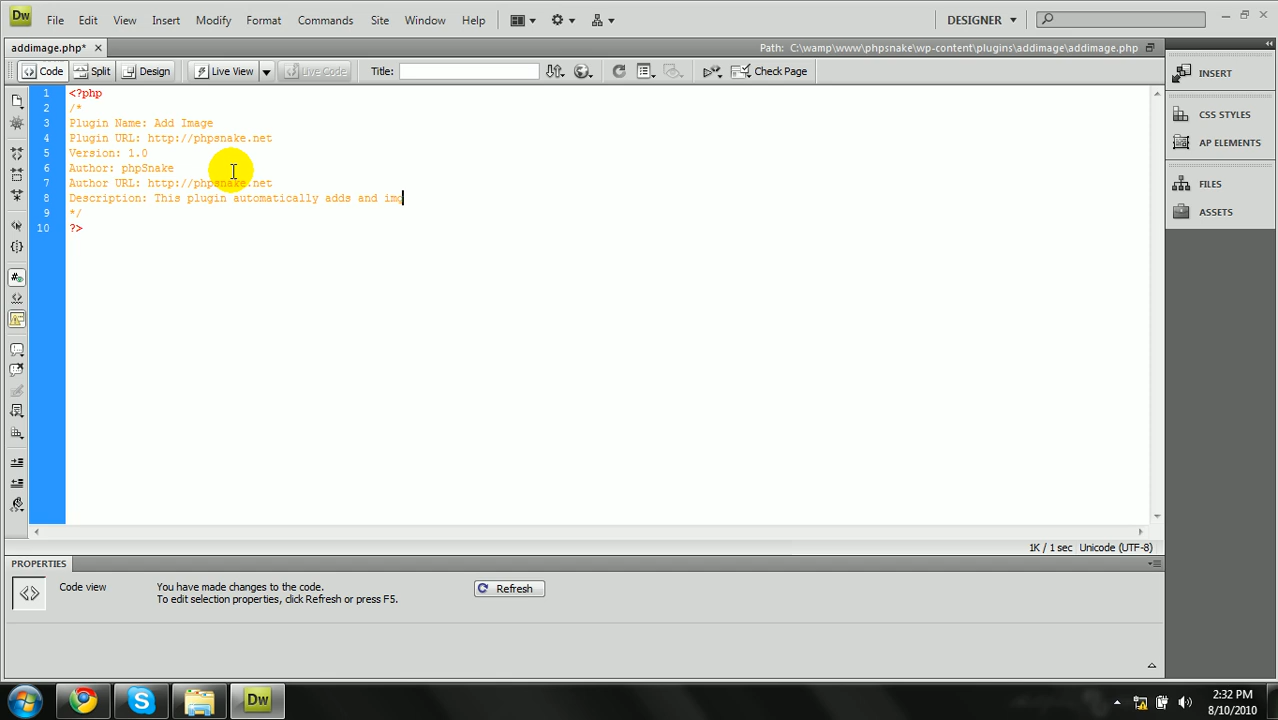 Dw File Edit View Insert Modify Format Commands Site Window Help DESIGNER
addimage.php* Path: C:\wamp\www\phpsnake\wp-content\plugins\addimage\addimage.php
Code Split Design Live View Live Code Title: Check Page
1 <?php
2 /*
3 Plugin Name: Add Image
4 Plugin URL: http://phpsnake.net
5 Version: 1.0
6 Author: phpSnake
7 Author URL: http://phpsnake.net
8 Description: This plugin automatically adds and img
9 */
10 ?>
INSERT
CSS STYLES
AP ELEMENTS
FILES
ASSETS
1K / 1 sec Unicode (UTF-8)
PROPERTIES
Code view You have made changes to the code. Refresh
To edit selection properties, click Refresh or press F5.
Dw 2:32 PM
8/10/2010